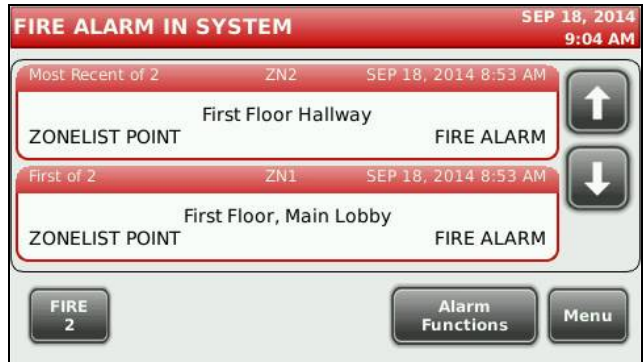 FIRE ALARM IN SYSTEM
SEP 18, 2014
9:04 AM
Most Recent of 2 ZN2 SEP 18, 2014 8:53 AM
First Floor Hallway
ZONELIST POINT FIRE ALARM
First of 2 ZN1 SEP 18, 2014 8:53 AM
First Floor, Main Lobby
ZONELIST POINT FIRE ALARM
FIRE
2
Alarm
Functions
Menu